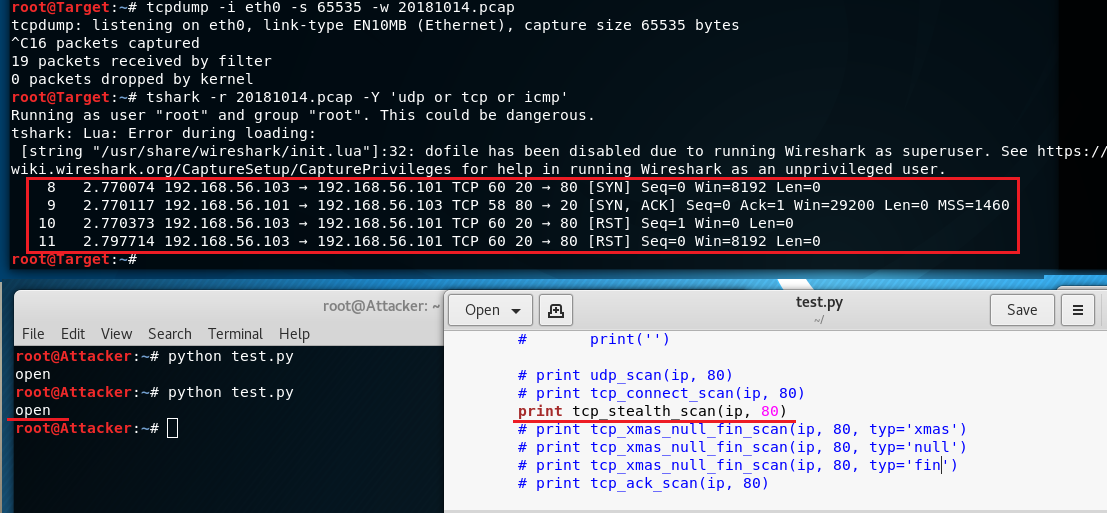 root@Target:~# tcpdump -i eth0 -s 65535 -w 20181014.pcap
tcpdump: listening on eth0, link-type EN10MB (Ethernet), capture size 65535 bytes
^C16 packets captured
19 packets received by filter
0 packets dropped by kernel
root@Target:~# tshark -r 20181014.pcap -Y 'udp or tcp or icmp'
Running as user "root" and group "root". This could be dangerous.
tshark: Lua: Error during loading:
 [string "/usr/share/wireshark/init.lua"]:32: dofile has been disabled due to running Wireshark as superuser. See https://
wiki.wireshark.org/CaptureSetup/CapturePrivileges for help in running Wireshark as an unprivileged user.
    8   2.770074 192.168.56.103 → 192.168.56.101 TCP 60 20 → 80 [SYN] Seq=0 Win=8192 Len=0
    9   2.770117 192.168.56.101 → 192.168.56.103 TCP 58 80 → 20 [SYN, ACK] Seq=0 Ack=1 Win=29200 Len=0 MSS=1460
   10   2.770373 192.168.56.103 → 192.168.56.101 TCP 60 20 → 80 [RST] Seq=1 Win=0 Len=0
   11   2.797714 192.168.56.103 → 192.168.56.101 TCP 60 20 → 80 [RST] Seq=0 Win=8192 Len=0
root@Target:~#
root@Attacker: ~
File Edit View Search Terminal Help
root@Attacker:~# python test.py
open
root@Attacker:~# python test.py
open
root@Attacker:~#
Open
test.py
~/
Save
#       print('')
# print udp_scan(ip, 80)
# print tcp_connect_scan(ip, 80)
print tcp_stealth_scan(ip, 80)
# print tcp_xmas_null_fin_scan(ip, 80, typ='xmas')
# print tcp_xmas_null_fin_scan(ip, 80, typ='null')
# print tcp_xmas_null_fin_scan(ip, 80, typ='fin')
# print tcp_ack_scan(ip, 80)